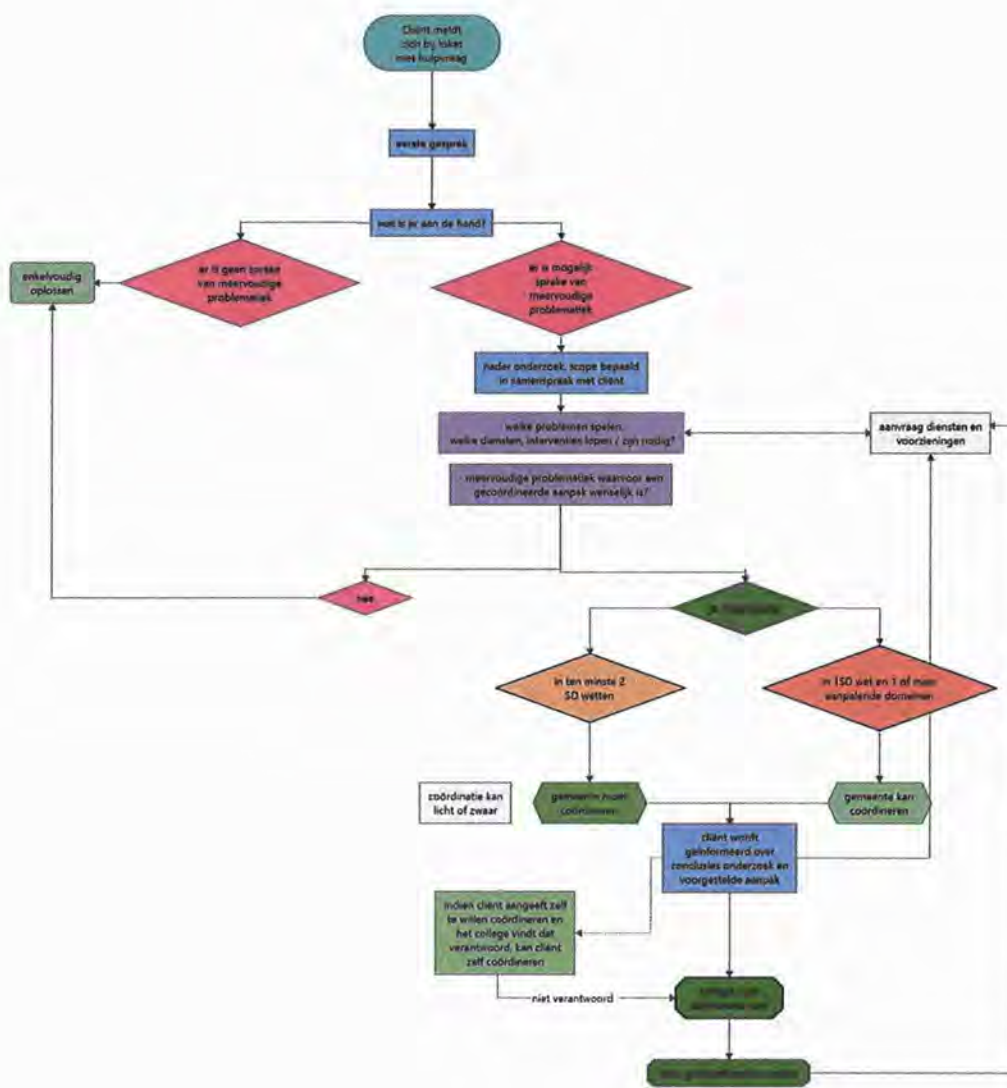 Cliënt meldt
zich bij loket
met hulpvraag
eerste gesprek
wat is er aan de hand?
er is geen sprake
van meervoudige
problematiek
er is mogelijk
sprake van
meervoudige
problematiek
enkelvoudig
oplossen
nader onderzoek, scope bepaald
in samenspraak met cliënt
welke problemen spelen,
welke diensten, interventies lopen / zijn nodig?
aanvraag diensten en
voorzieningen
meervoudige problematiek waarvoor een
gecoördineerde aanpak wenselijk is?
nee
in ten minste 2
SD wetten
in 1SD wet en 1 of meer
aanpalende domeinen
coördinatie kan
licht of zwaar
gemeente moet
coördineren
gemeente kan
coördineren
cliënt wordt
geïnformeerd over
conclusies onderzoek en
voorgestelde aanpak
Indien cliënt aangeeft zelf
te willen coördineren en
het college vindt dat
verantwoord, kan cliënt
zelf coördineren
niet verantwoord